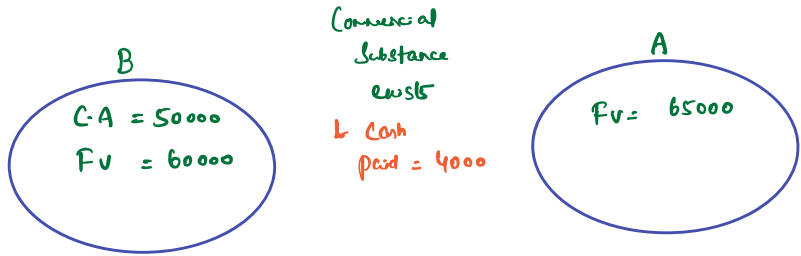 B
C.A = 50000
FV = 60000
Commercial
Substance
exists
& Cash
paid = 4000
A
FV = 65000